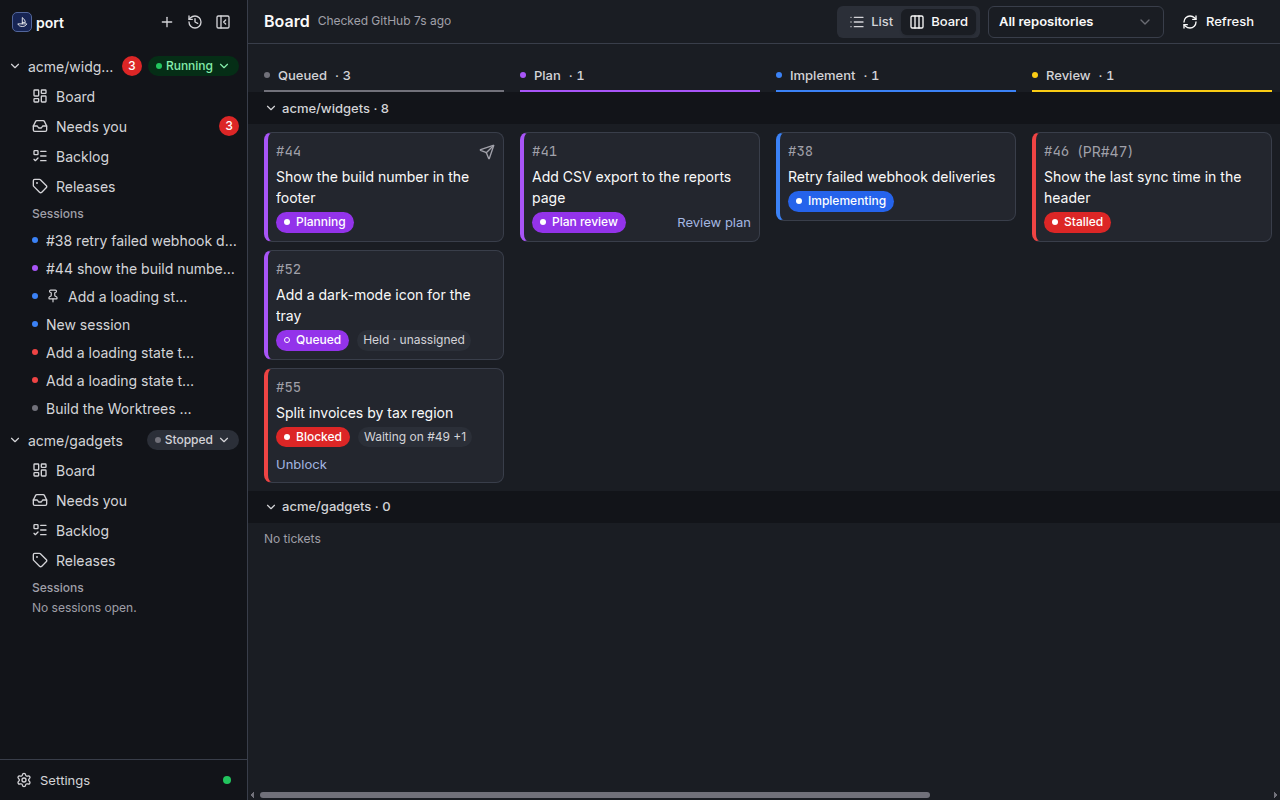 port
acme/widg... 3 Running
Board
Needs you 3
Backlog
Releases
Sessions
#38 retry failed webhook d...
#44 show the build numbe...
Add a loading st...
New session
Add a loading state t...
Add a loading state t...
Build the Worktrees ...
acme/gadgets Stopped
Board
Needs you
Backlog
Releases
Sessions
No sessions open.
Settings
Board Checked GitHub 7s ago List Board All repositories Refresh
Queued · 3 Plan · 1 Implement · 1 Review · 1
acme/widgets · 8
#44
Show the build number in the
footer
Planning
#52
Add a dark-mode icon for the
tray
Queued Held · unassigned
#55
Split invoices by tax region
Blocked Waiting on #49 +1
Unblock
#41
Add CSV export to the reports
page
Plan review Review plan
#38
Retry failed webhook deliveries
Implementing
#46 (PR#47)
Show the last sync time in the
header
Stalled
acme/gadgets · 0
No tickets